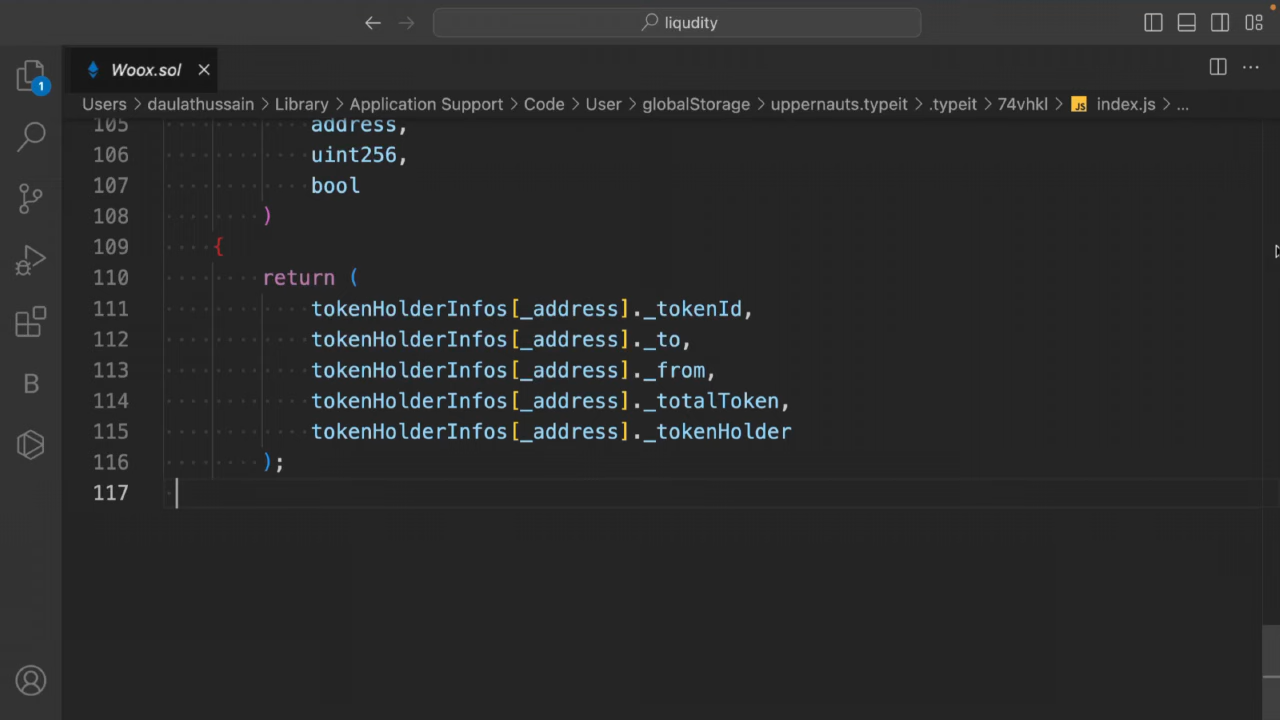 liqudity
1
Woox.sol
Users > daulathussain > Library > Application Support > Code > User > globalStorage > uppernauts.typeit > .typeit > 74vhkl > JS index.js > ...
105 address,
106 uint256,
107 bool
108 )
109 {
110 return (
111 tokenHolderInfos[_address]._tokenId,
112 tokenHolderInfos[_address]._to,
113 tokenHolderInfos[_address]._from,
114 tokenHolderInfos[_address]._totalToken,
115 tokenHolderInfos[_address]._tokenHolder
116 );
117
B